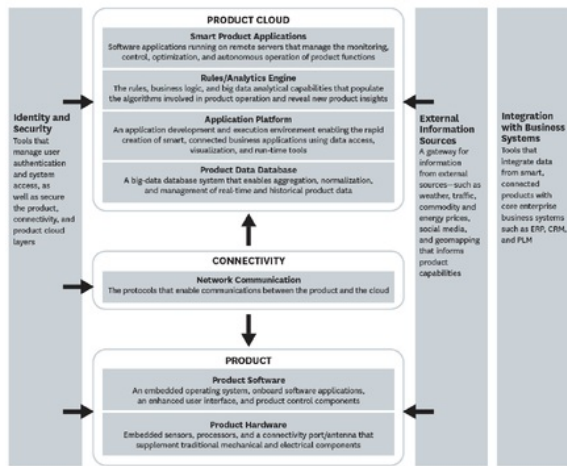 PRODUCT CLOUD
Smart Product Applications
Software applications running on remote servers that manage the monitoring,
control, optimization, and autonomous operation of product functions
Rules/Analytics Engine
The rules, business logic, and big data analytical capabilities that populate
the algorithms involved in product operation and reveal new product insights
Application Platform
An application development and execution environment enabling the rapid
creation of smart, connected business applications using data access,
visualization, and run-time tools
Product Data Database
A big-data database system that enables aggregation, normalization,
and management of real-time and historical product data
CONNECTIVITY
Network Communication
The protocols that enable communications between the product and the cloud
PRODUCT
Product Software
An embedded operating system, onboard software applications,
an enhanced user interface, and product control components
Product Hardware
Embedded sensors, processors, and a connectivity port/antenna that
supplement traditional mechanical and electrical components
Identity and
Security
Tools that
manage user
authentication
and system
access, as
well as secure
the product,
connectivity, and
product cloud
layers
External
Information
Sources
A gateway for
information
from external
sources—such as
weather, traffic,
commodity and
energy prices,
social media,
and geomapping
that informs
product
capabilities
Integration
with Business
Systems
Tools that
integrate data
from smart,
connected
products with
core enterprise
business systems
such as ERP, CRM,
and PLM